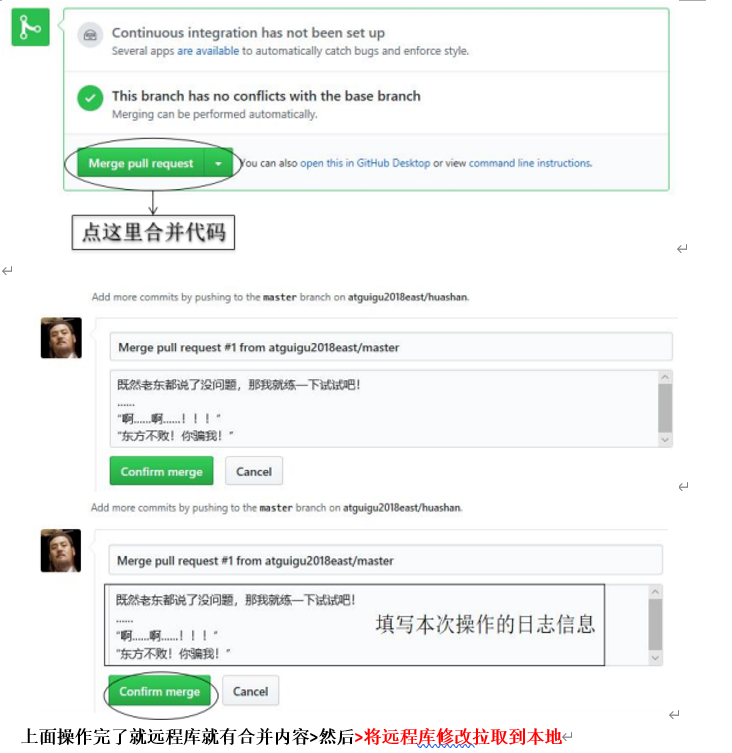 Continuous integration has not been set up
Several apps are available to automatically catch bugs and enforce style.
This branch has no conflicts with the base branch
Merging can be performed automatically.
Merge pull request
You can also open this in GitHub Desktop or view command line instructions.
点这里合并代码
Add more commits by pushing to the master branch on atguigu2018east/huashan.
Merge pull request #1 from atguigu2018east/master
既然老东都说了没问题，那我就练一下试试吧！
......
“啊......啊......！！！”
“东方不败！你骗我！”
Confirm merge
Cancel
Add more commits by pushing to the master branch on atguigu2018east/huashan.
Merge pull request #1 from atguigu2018east/master
既然老东都说了没问题，那我就练一下试试吧！
......
“啊......啊......！！！”
“东方不败！你骗我！”
填写本次操作的日志信息
Confirm merge
Cancel
上面操作完了就远程库就有合并内容>然后>将远程库修改拉取到本地